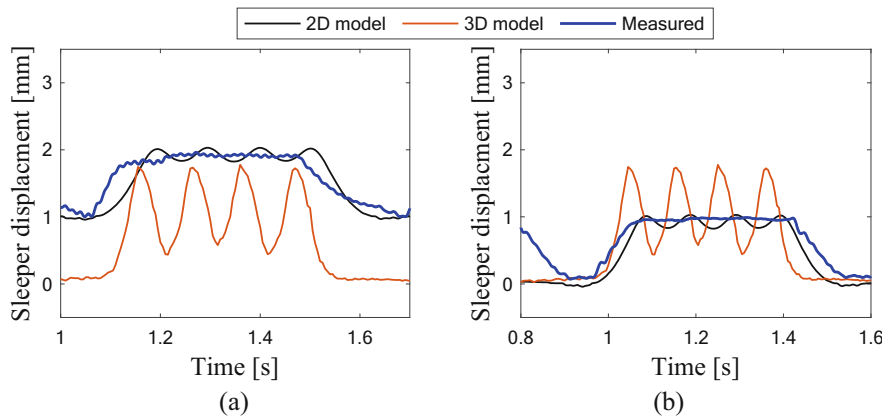 2D model 3D model Measured
Sleeper displacment [mm]
3
2
1
0
1 1.2 1.4 1.6
Time [s]
(a)
Sleeper displacment [mm]
3
2
1
0
0.8 1 1.2 1.4 1.6
Time [s]
(b)